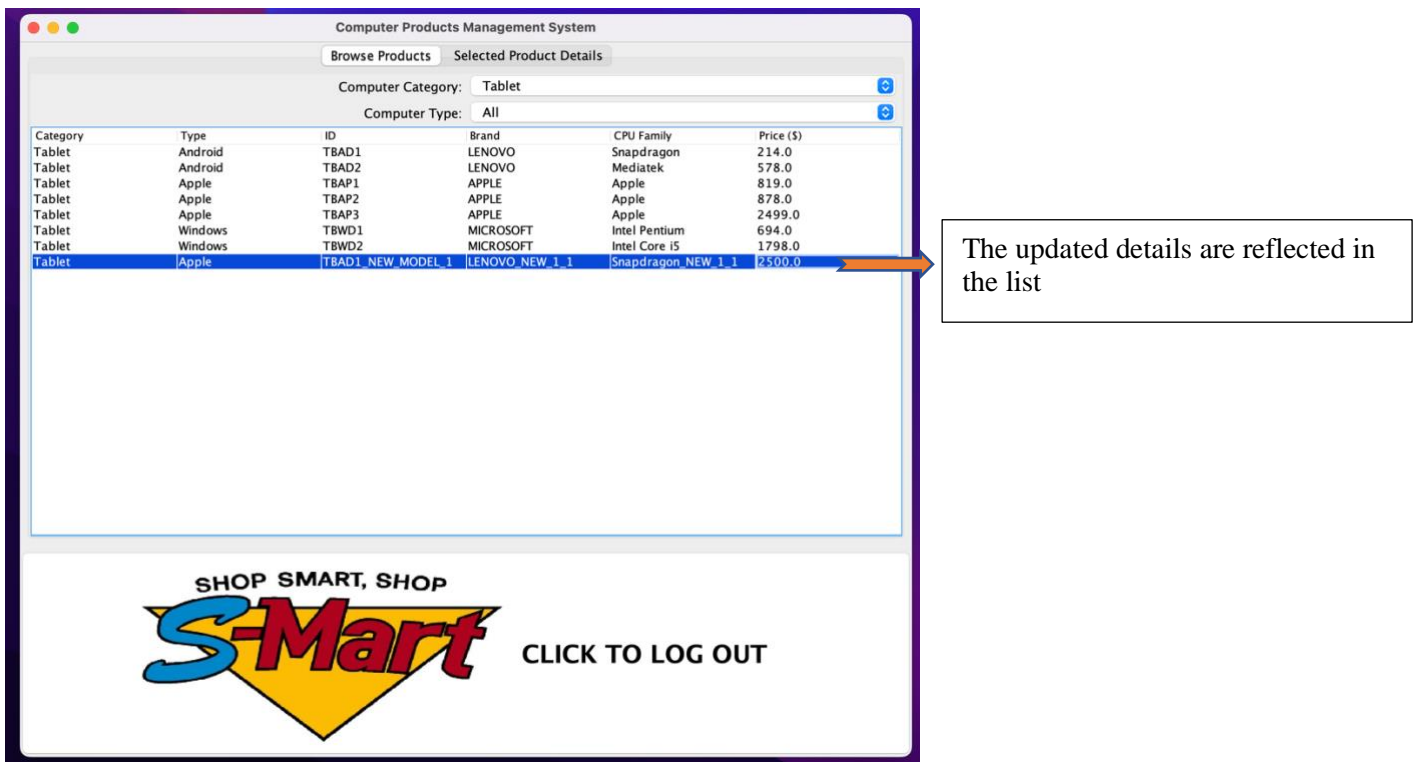 Computer Products Management System
Browse Products Selected Product Details
Computer Category: Tablet
Computer Type: All
Category Type ID Brand CPU Family Price ($)
Tablet Android TBAD1 LENOVO Snapdragon 214.0
Tablet Android TBAD2 LENOVO Mediatek 578.0
Tablet Apple TBAP1 APPLE Apple 819.0
Tablet Apple TBAP2 APPLE Apple 878.0
Tablet Apple TBAP3 APPLE Apple 2499.0
Tablet Windows TBWD1 MICROSOFT Intel Pentium 694.0
Tablet Windows TBWD2 MICROSOFT Intel Core i5 1798.0
Tablet Apple TBAD1_NEW_MODEL_1 LENOVO_NEW_1_1 Snapdragon_NEW_1_1 2500.0
The updated details are reflected in
the list
SHOP SMART, SHOP
S-Mart
CLICK TO LOG OUT